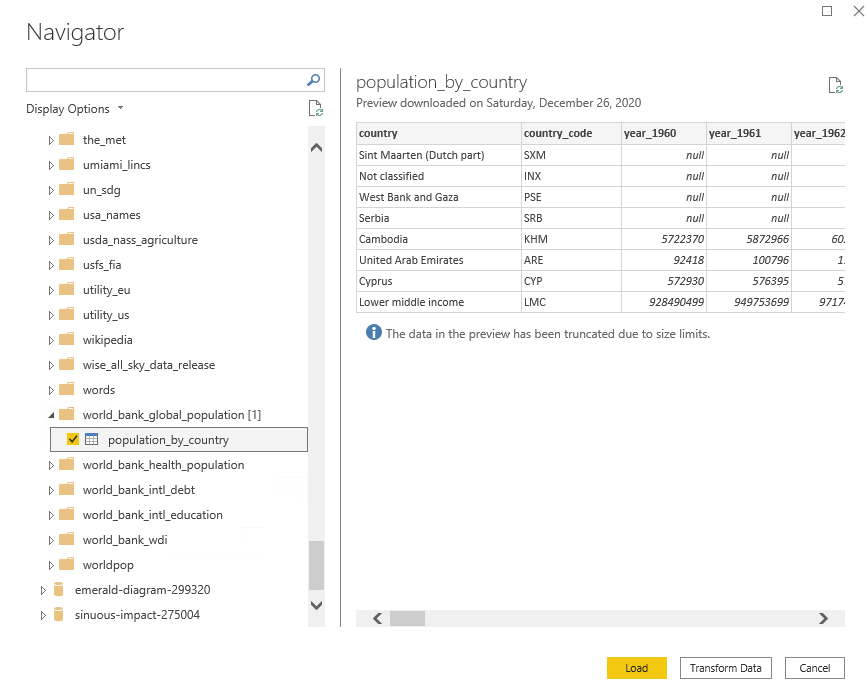 Navigator
Display Options
the_met
umiami_lincs
un_sdg
usa_names
usda_nass_agriculture
usfs_fia
utility_eu
utility_us
wikipedia
wise_all_sky_data_release
words
world_bank_global_population [1]
population_by_country
world_bank_health_population
world_bank_intl_debt
world_bank_intl_education
world_bank_wdi
worldpop
emerald-diagram-299320
sinuous-impact-275004
population_by_country
Preview downloaded on Saturday, December 26, 2020
country country_code year_1960 year_1961 year_1962
Sint Maarten (Dutch part) SXM null null
Not classified INX null null
West Bank and Gaza PSE null null
Serbia SRB null null
Cambodia KHM 5722370 5872966
United Arab Emirates ARE 92418 100796
Cyprus CYP 572930 576395
Lower middle income LMC 928490499 949753699 9717
The data in the preview has been truncated due to size limits.
Load Transform Data Cancel